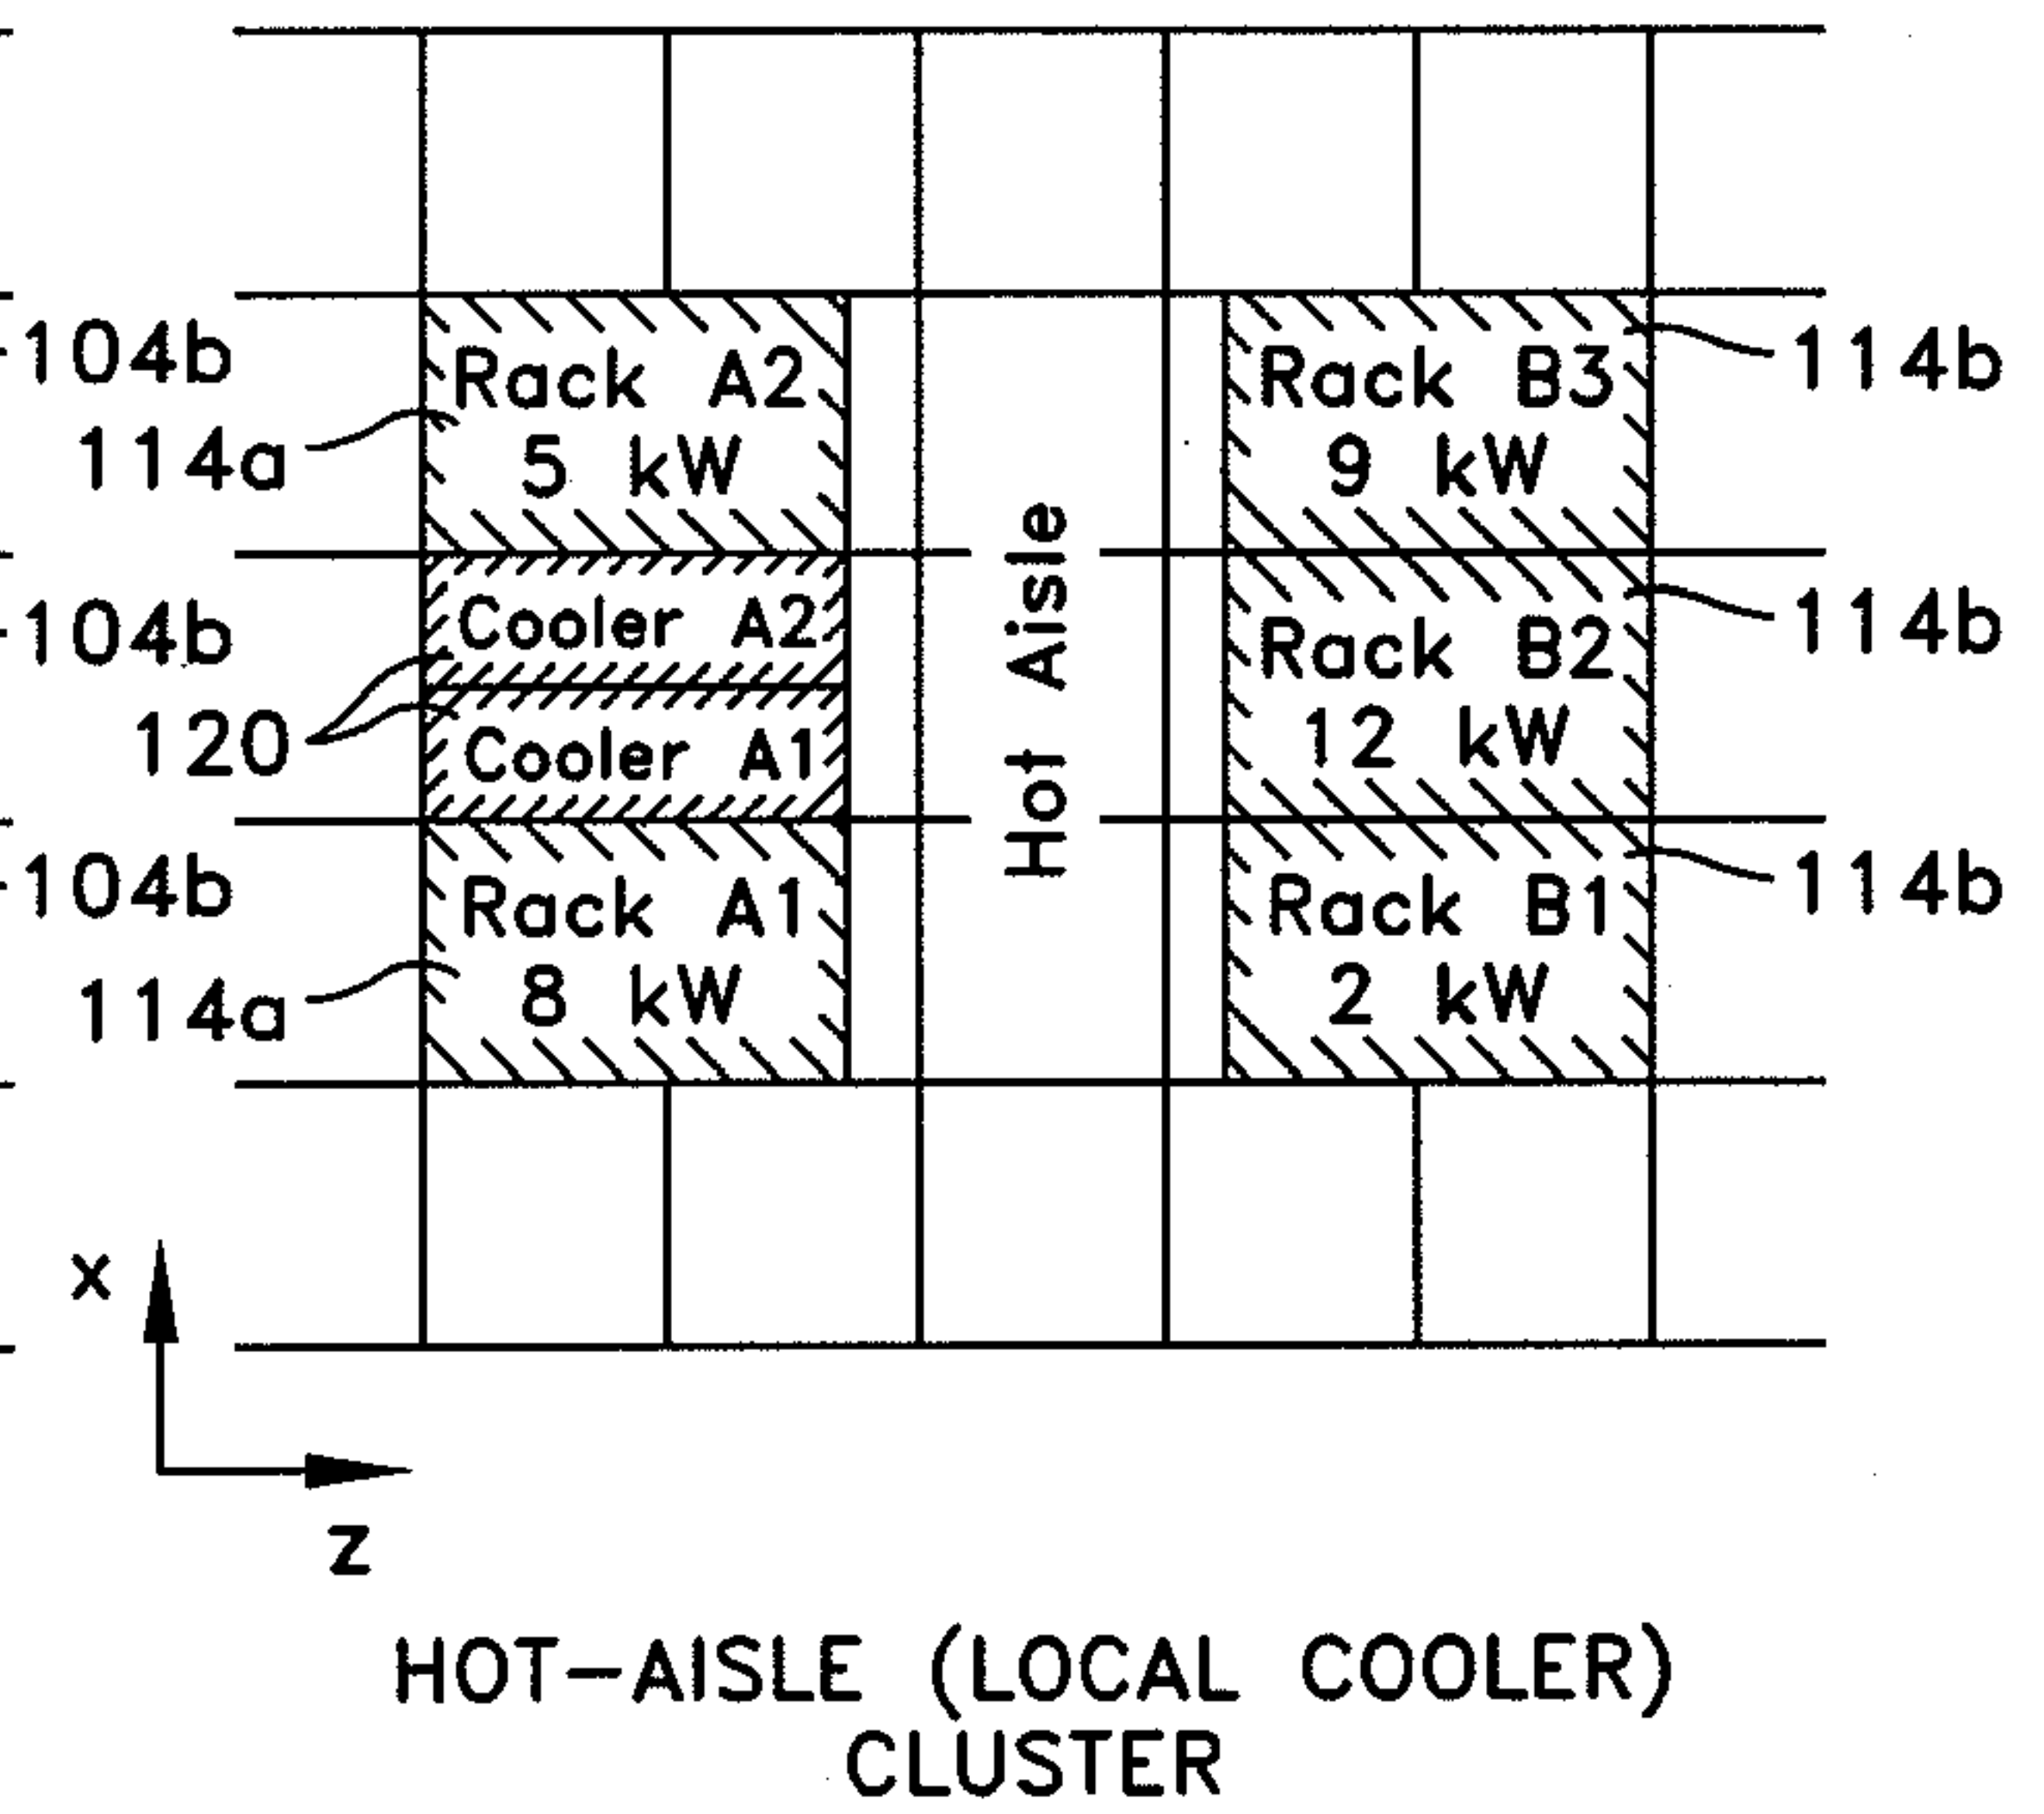 104b
Rack A2
5 kW
114a
104b
Cooler A2
Cooler A1
120
104b
Rack A1
8 kW
114a
Hot Aisle
Rack B3
9 kW
114b
Rack B2
12 kW
114b
Rack B1
2 kW
114b
x
z
HOT-AISLE (LOCAL COOLER)
CLUSTER